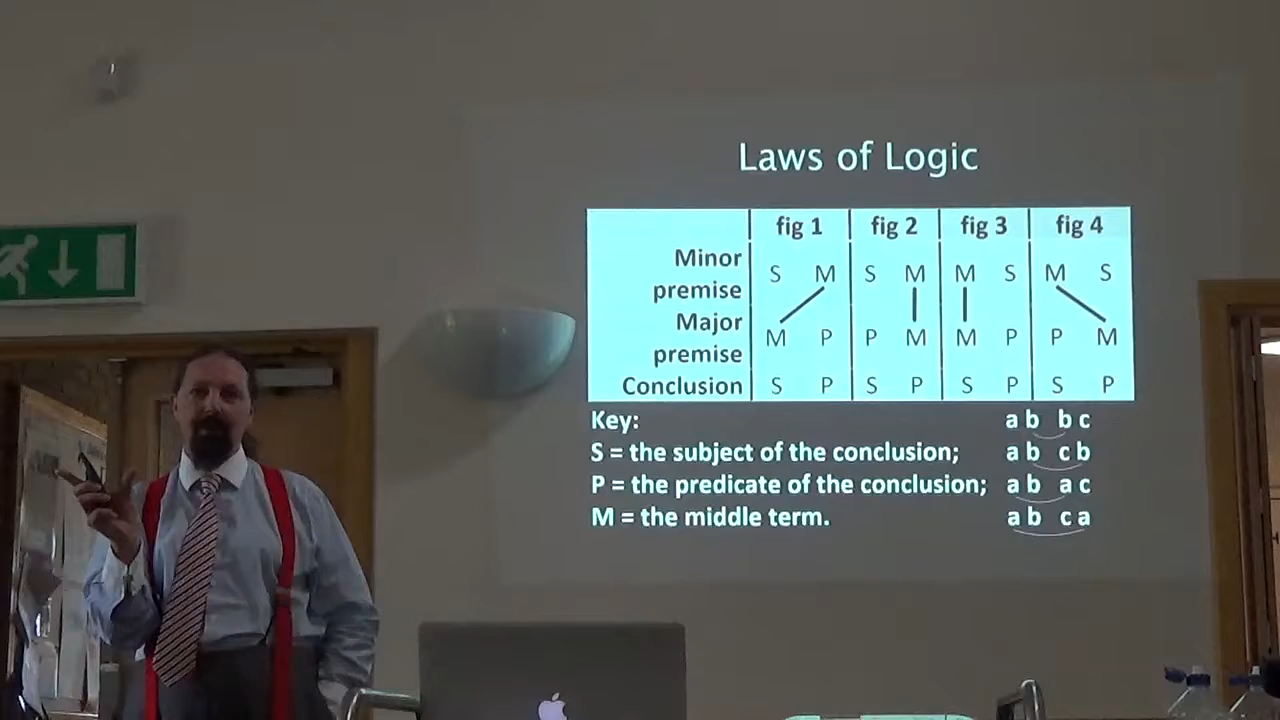 Laws of Logic
fig 1 fig 2 fig 3 fig 4
Minor premise S M S M M S M S
Major premise M P P M M P P M
Conclusion S P S P S P S P
Key: a b b c
S = the subject of the conclusion; a b c b
P = the predicate of the conclusion; a b a c
M = the middle term. a b c a